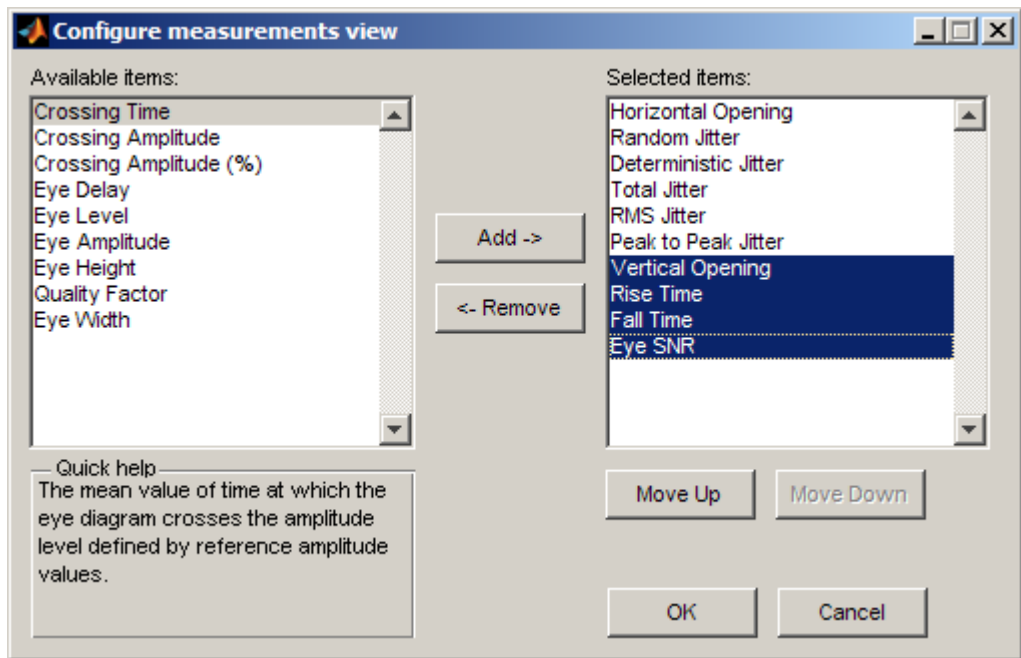 Configure measurements view
Available items:
Crossing Time
Crossing Amplitude
Crossing Amplitude (%)
Eye Delay
Eye Level
Eye Amplitude
Eye Height
Quality Factor
Eye Width
Add ->
<- Remove
Selected items:
Horizontal Opening
Random Jitter
Deterministic Jitter
Total Jitter
RMS Jitter
Peak to Peak Jitter
Vertical Opening
Rise Time
Fall Time
Eye SNR
Quick help
The mean value of time at which the
eye diagram crosses the amplitude
level defined by reference amplitude
values.
Move Up
Move Down
OK
Cancel